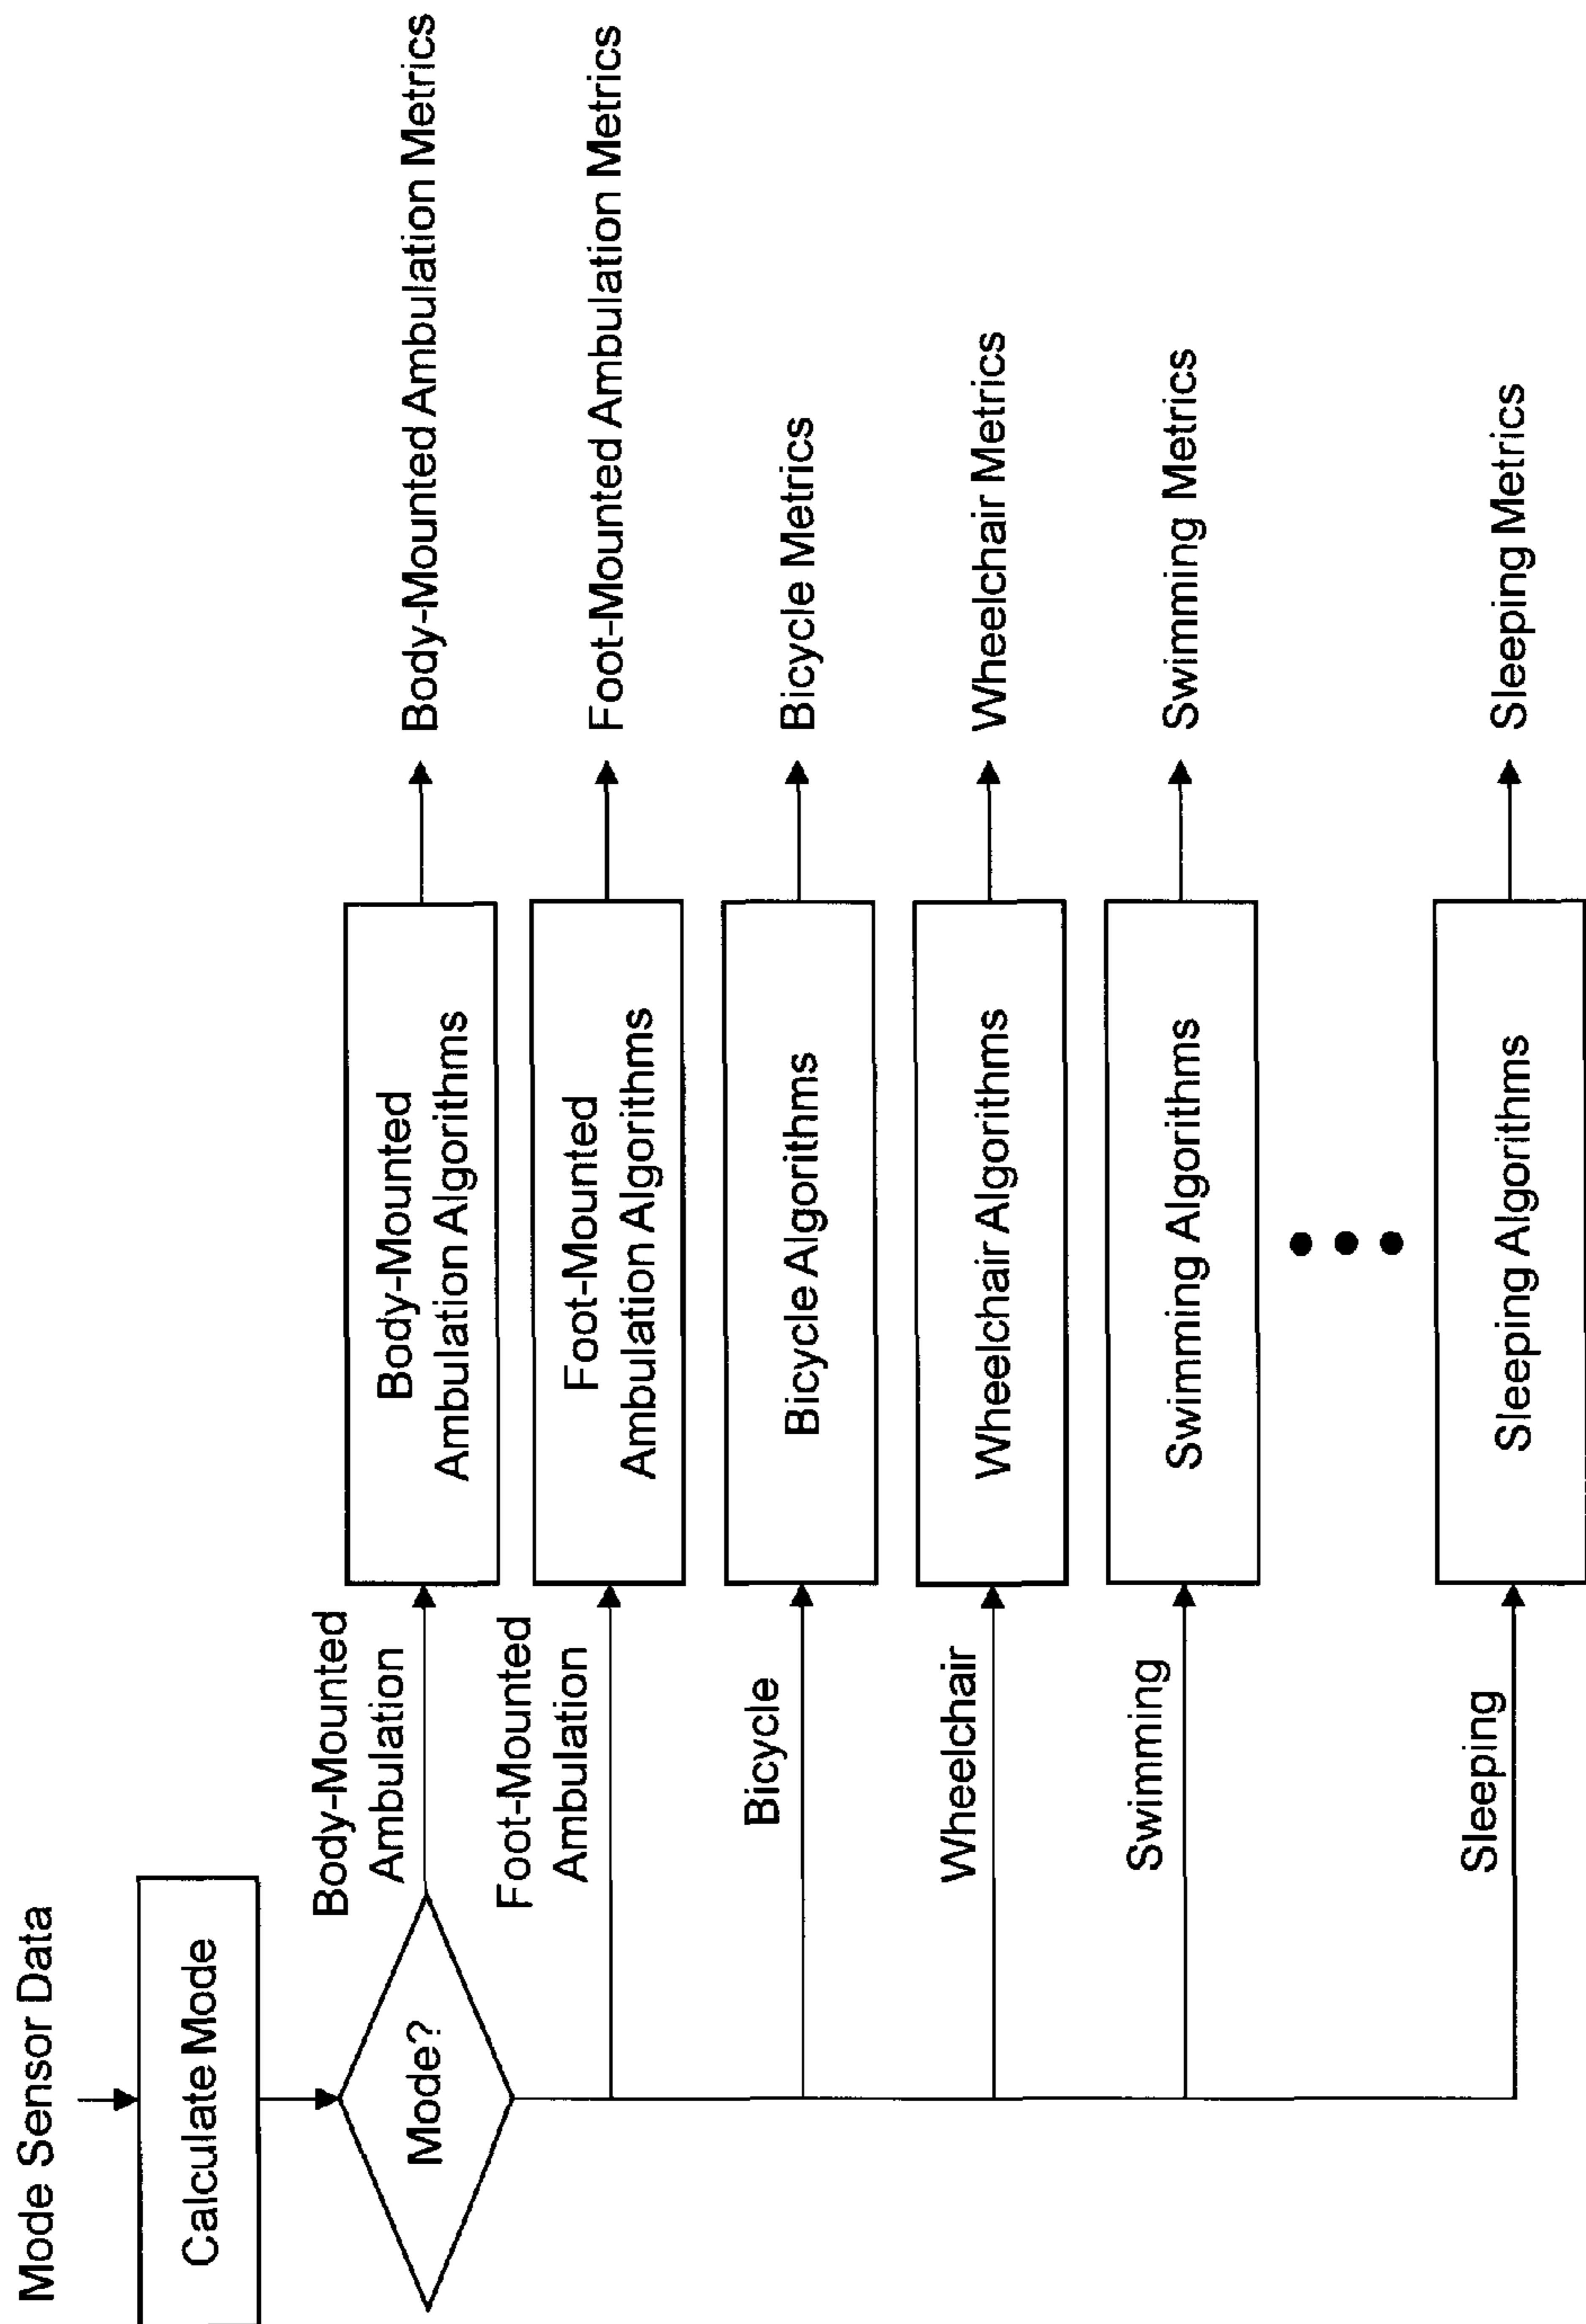 Mode Sensor Data
Calculate Mode
Mode?
Body-Mounted
Ambulation
Body-Mounted
Ambulation Algorithms
Body-Mounted Ambulation Metrics
Foot-Mounted
Ambulation
Foot-Mounted
Ambulation Algorithms
Foot-Mounted Ambulation Metrics
Bicycle
Bicycle Algorithms
Bicycle Metrics
Wheelchair
Wheelchair Algorithms
Wheelchair Metrics
Swimming
Swimming Algorithms
Swimming Metrics
Sleeping
Sleeping Algorithms
Sleeping Metrics